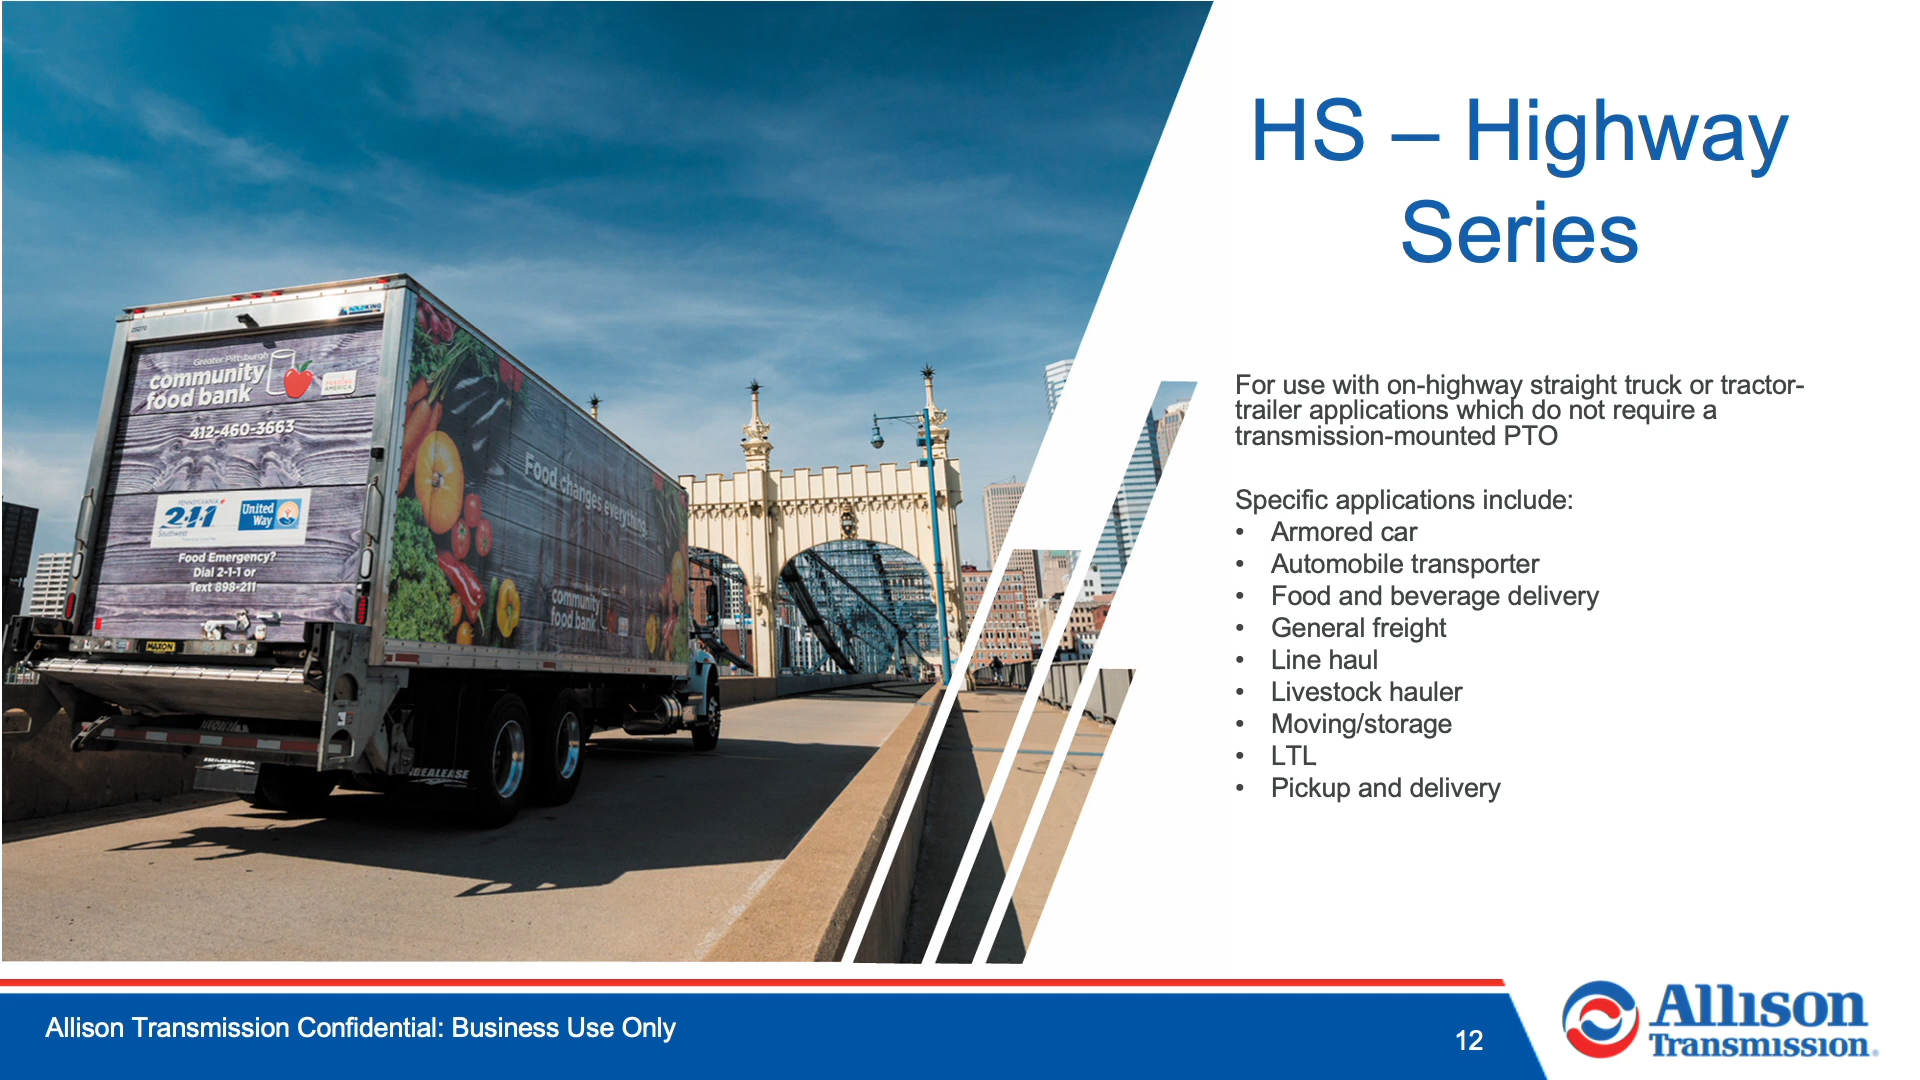 HS – Highway
Series
For use with on-highway straight truck or tractor-
trailer applications which do not require a
transmission-mounted PTO
Specific applications include:
• Armored car
• Automobile transporter
• Food and beverage delivery
• General freight
• Line haul
• Livestock hauler
• Moving/storage
• LTL
• Pickup and delivery
Greater Pittsburgh
community
food bank
FEEDING
AMERICA
412-460-3663
PENNSYLVANIA
211
Southwest
United
Way
Food Emergency?
Dial 2-1-1 or
Text 898-211
MAXON
Food changes everything.
community
food bank
IDEALEASE
Allison Transmission Confidential: Business Use Only
12
Allison
Transmission®